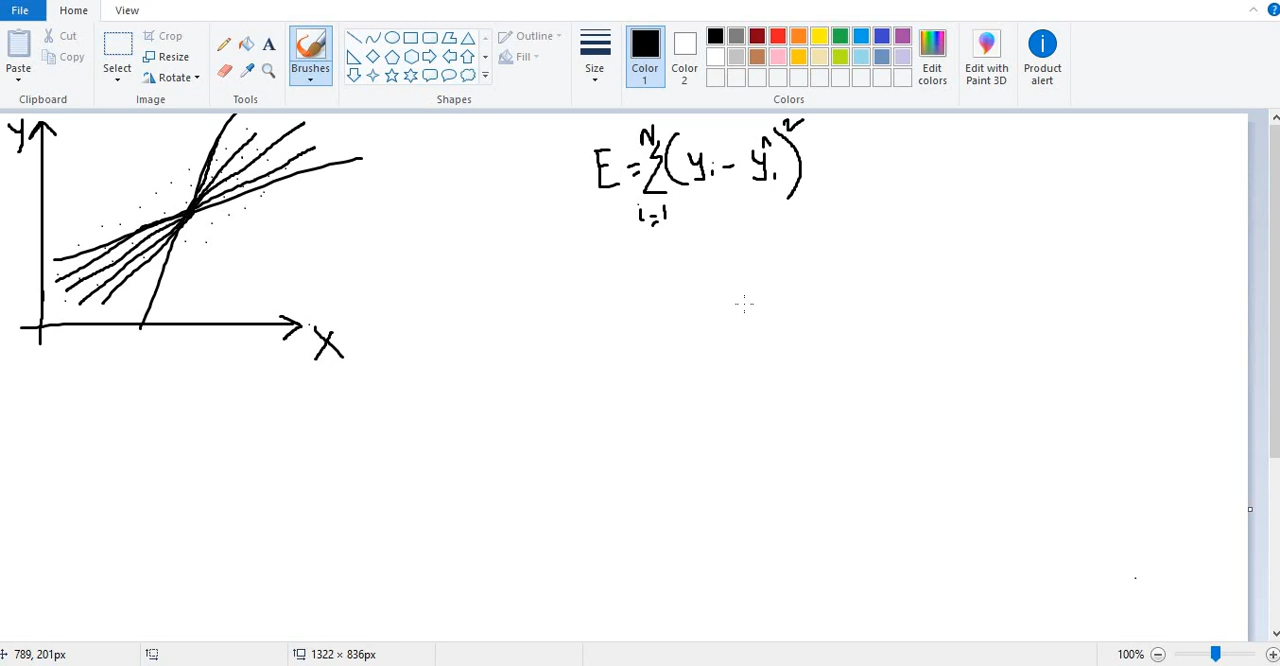 File Home View
Paste Cut Copy Select Crop Resize Rotate Brushes Outline Fill Size Color 1 Color 2 Edit colors Edit with Paint 3D Product alert
Clipboard Image Tools Shapes Colors
Y
X
N
E = Σ (yi - ŷi)²
i=1
789, 201px 1322 × 836px 100%